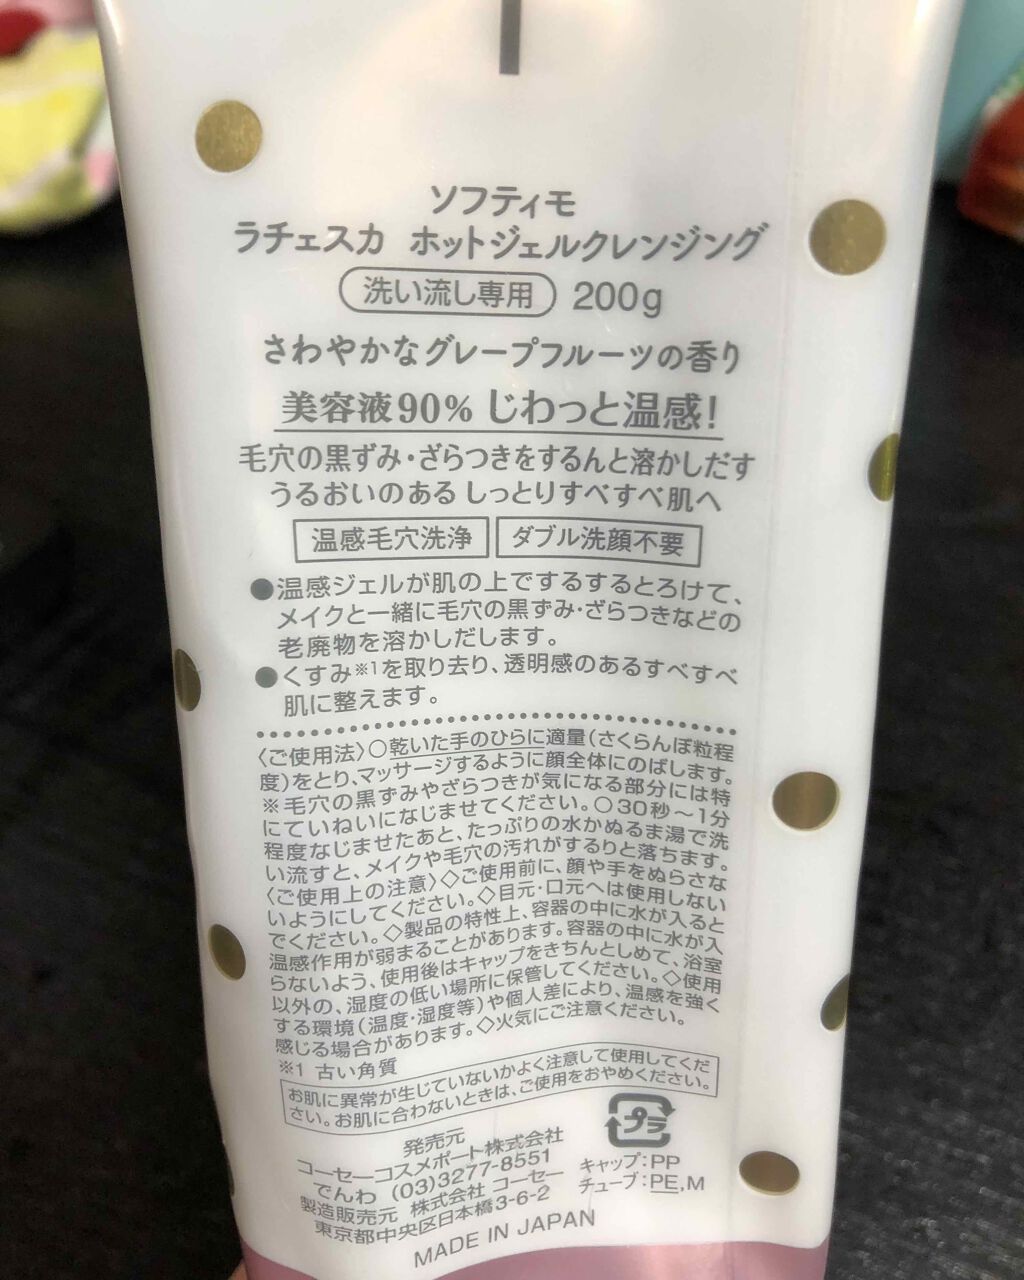 ソフティモ
ラチェスカ ホットジェルクレンジング
洗い流し専用 200g
さわやかなグレープフルーツの香り
美容液90% じわっと温感!
毛穴の黒ずみ・ざらつきをするんと溶かしだす
うるおいのある しっとりすべすべ肌へ
温感毛穴洗浄 ダブル洗顔不要
●温感ジェルが肌の上でするするとろけて、
メイクと一緒に毛穴の黒ずみ・ざらつきなどの
老廃物を溶かしだします。
●くすみ※1を取り去り、透明感のあるすべすべ
肌に整えます。
〈ご使用法〉○乾いた手のひらに適量(さくらんぼ粒程
度)をとり、マッサージするように顔全体にのばします。
※毛穴の黒ずみやざらつきが気になる部分には特
にていねいになじませてください。○30秒～1分
程度なじませたあと、たっぷりの水かぬるま湯で洗
い流すと、メイクや毛穴の汚れがするりと落ちます。
〈ご使用上の注意〉◇ご使用前に、顔や手をぬらさな
いようにしてください。◇目元・口元へは使用しない
でください。◇製品の特性上、容器の中に水が入ると
温感作用が弱まることがあります。容器の中に水が入
らないよう、使用後はキャップをきちんとしめて、浴室
以外の、湿度の低い場所に保管してください。◇使用
する環境(温度・湿度等)や個人差により、温感を強く
感じる場合があります。◇火気にご注意ください。
※1 古い角質
お肌に異常が生じていないかよく注意して使用してくだ
さい。お肌に合わないときは、ご使用をおやめください。
発売元
コーセーコスメポート株式会社
でんわ (03)3277-8551
製造販売元 株式会社 コーセー
東京都中央区日本橋3-6-2
MADE IN JAPAN
プラ
キャップ:PP
チューブ:PE,M